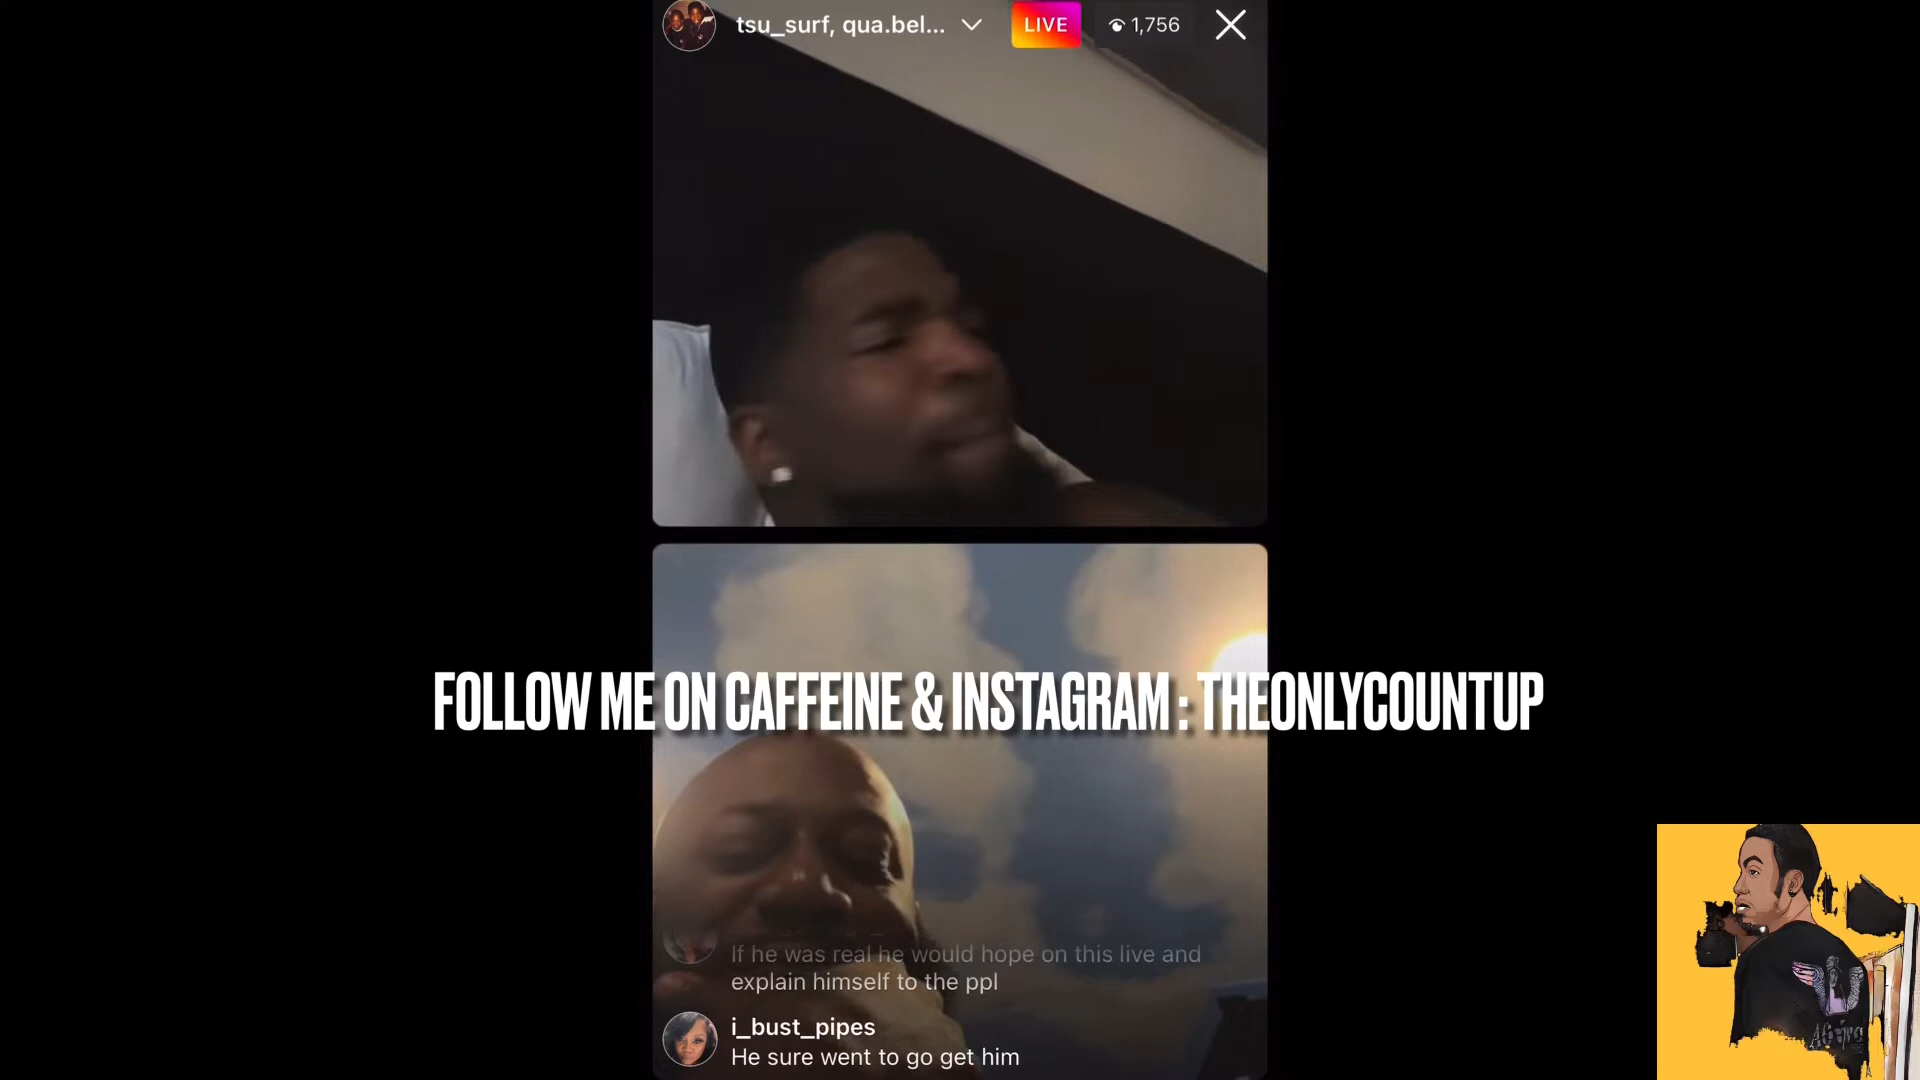 tsu_surf, qua.bel...
LIVE
1,756
FOLLOW ME ON CAFFEINE & INSTAGRAM : THEONLYCOUNTUP
If he was real he would hope on this live and
explain himself to the ppl
i_bust_pipes
He sure went to go get him